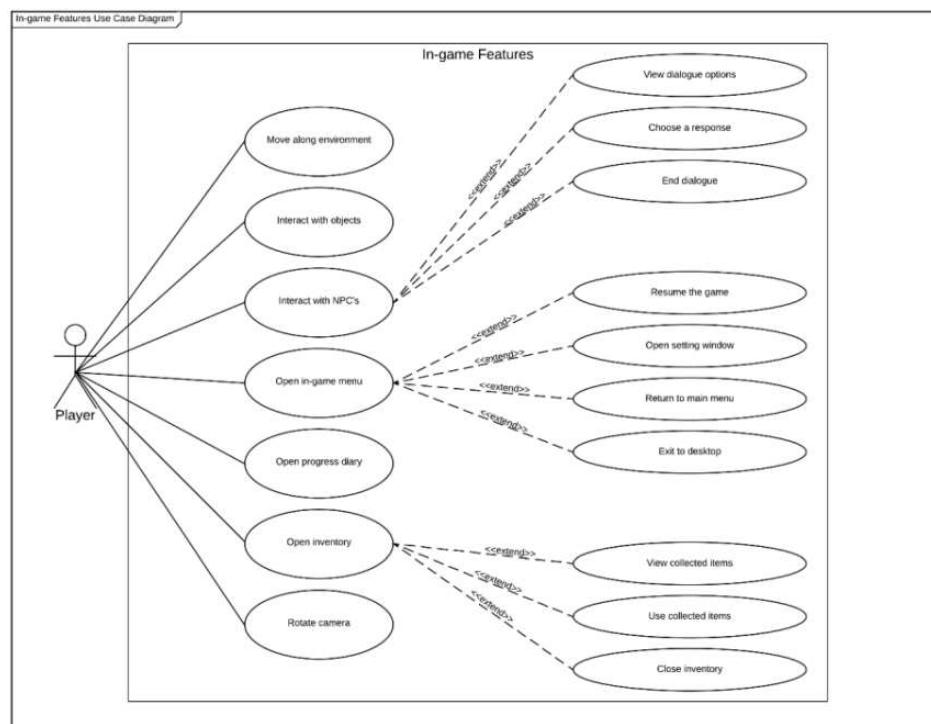 In-game Features Use Case Diagram
In-game Features
View dialogue options
Choose a response
End dialogue
<<extend>>
<<extend>>
<<extend>>
Move along environment
Interact with objects
Interact with NPC's
Open in-game menu
Open progress diary
Open inventory
Rotate camera
Player
Resume the game
Open setting window
Return to main menu
Exit to desktop
<<extend>>
<<extend>>
<<extend>>
<<extend>>
View collected items
Use collected items
Close inventory
<<extend>>
<<extend>>
<<extend>>